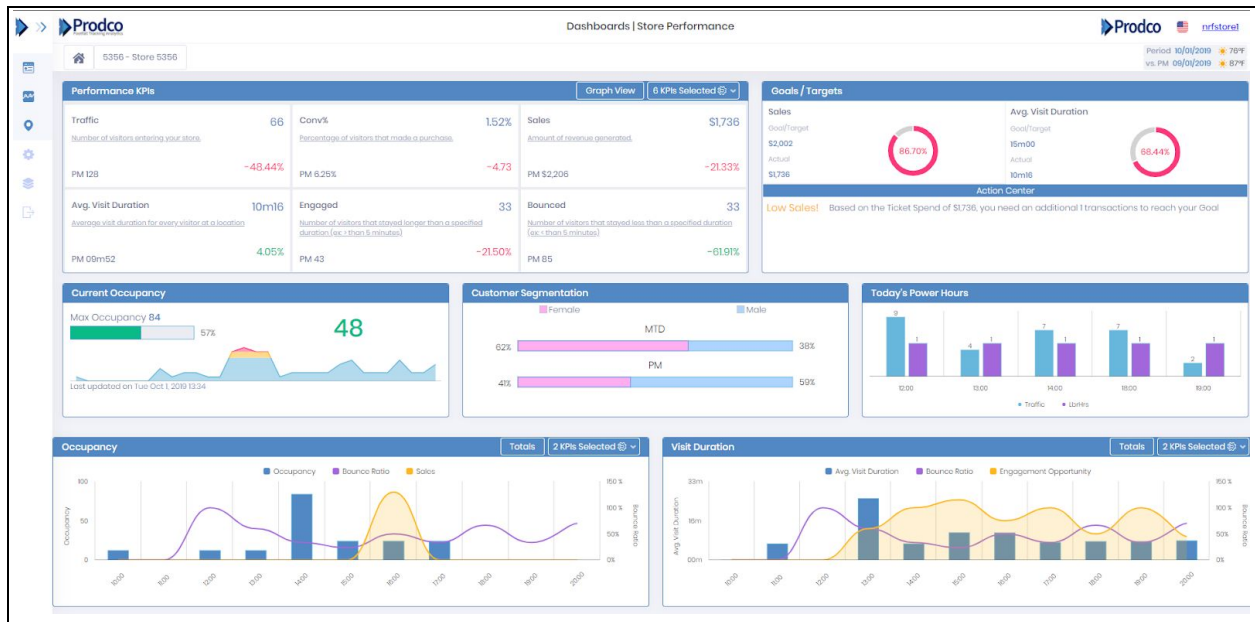 Prodco
Dashboards | Store Performance
Prodco
nrfstore1
5356 - Store 5356
Period 10/01/2019 76°F
vs. PM 09/01/2019 87°F
Performance KPIs
Graph View
6 KPIs Selected
Traffic 66
Number of visitors entering your store.
-48.44%
PM 128
Conv% 1.52%
Percentage of visitors that made a purchase.
-4.73
PM 6.25%
Sales $1,736
Amount of revenue generated.
-21.33%
PM $2,206
Avg. Visit Duration 10m16
Average visit duration for every visitor at a location
4.05%
PM 09m52
Engaged 33
Number of visitors that stayed longer than a specified
duration (ex: > than 5 minutes)
-21.50%
PM 43
Bounced 33
Number of visitors that stayed less than a specified duration
(ex: < than 5 minutes)
-61.91%
PM 85
Goals / Targets
Sales
Goal/Target
$2,002
Actual
$1,736
86.70%
Avg. Visit Duration
Goal/Target
15m00
Actual
10m16
68.44%
Action Center
Low Sales! Based on the Ticket Spend of $1,736, you need an additional 1 transactions to reach your Goal
Current Occupancy
Max Occupancy 84
57%
48
Last updated on Tue Oct 1, 2019 13:34
Customer Segmentation
Female Male
MTD
62% 38%
PM
41% 59%
Today's Power Hours
9 1 4 1 7 1 7 1 2 1
12:00 13:00 14:00 18:00 19:00
Traffic LbrHrs
Occupancy
Totals
2 KPIs Selected
Occupancy Bounce Ratio Sales
100
50
0
Occupancy
150 %
100 %
50%
0%
Bounce Ratio
10:00 11:00 12:00 13:00 14:00 15:00 16:00 17:00 18:00 19:00 20:00
Visit Duration
Totals
2 KPIs Selected
Avg. Visit Duration Bounce Ratio Engagement Opportunity
33m
16m
00m
Avg. Visit Duration
150 %
100 %
50%
0%
Bounce Ratio
10:00 11:00 12:00 13:00 14:00 15:00 16:00 17:00 18:00 19:00 20:00